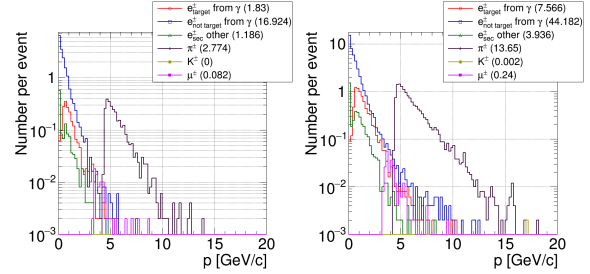 e±target from γ (1.83)
e±not target from γ (16.924)
e±sec other (1.186)
π± (2.774)
K± (0)
μ± (0.082)
Number per event
1
10−1
10−2
10−3
0 5 10 15 20
p [GeV/c]
e±target from γ (7.566)
e±not target from γ (44.182)
e±sec other (3.936)
π± (13.65)
K± (0.002)
μ± (0.24)
Number per event
10
1
10−1
10−2
10−3
0 5 10 15 20
p [GeV/c]